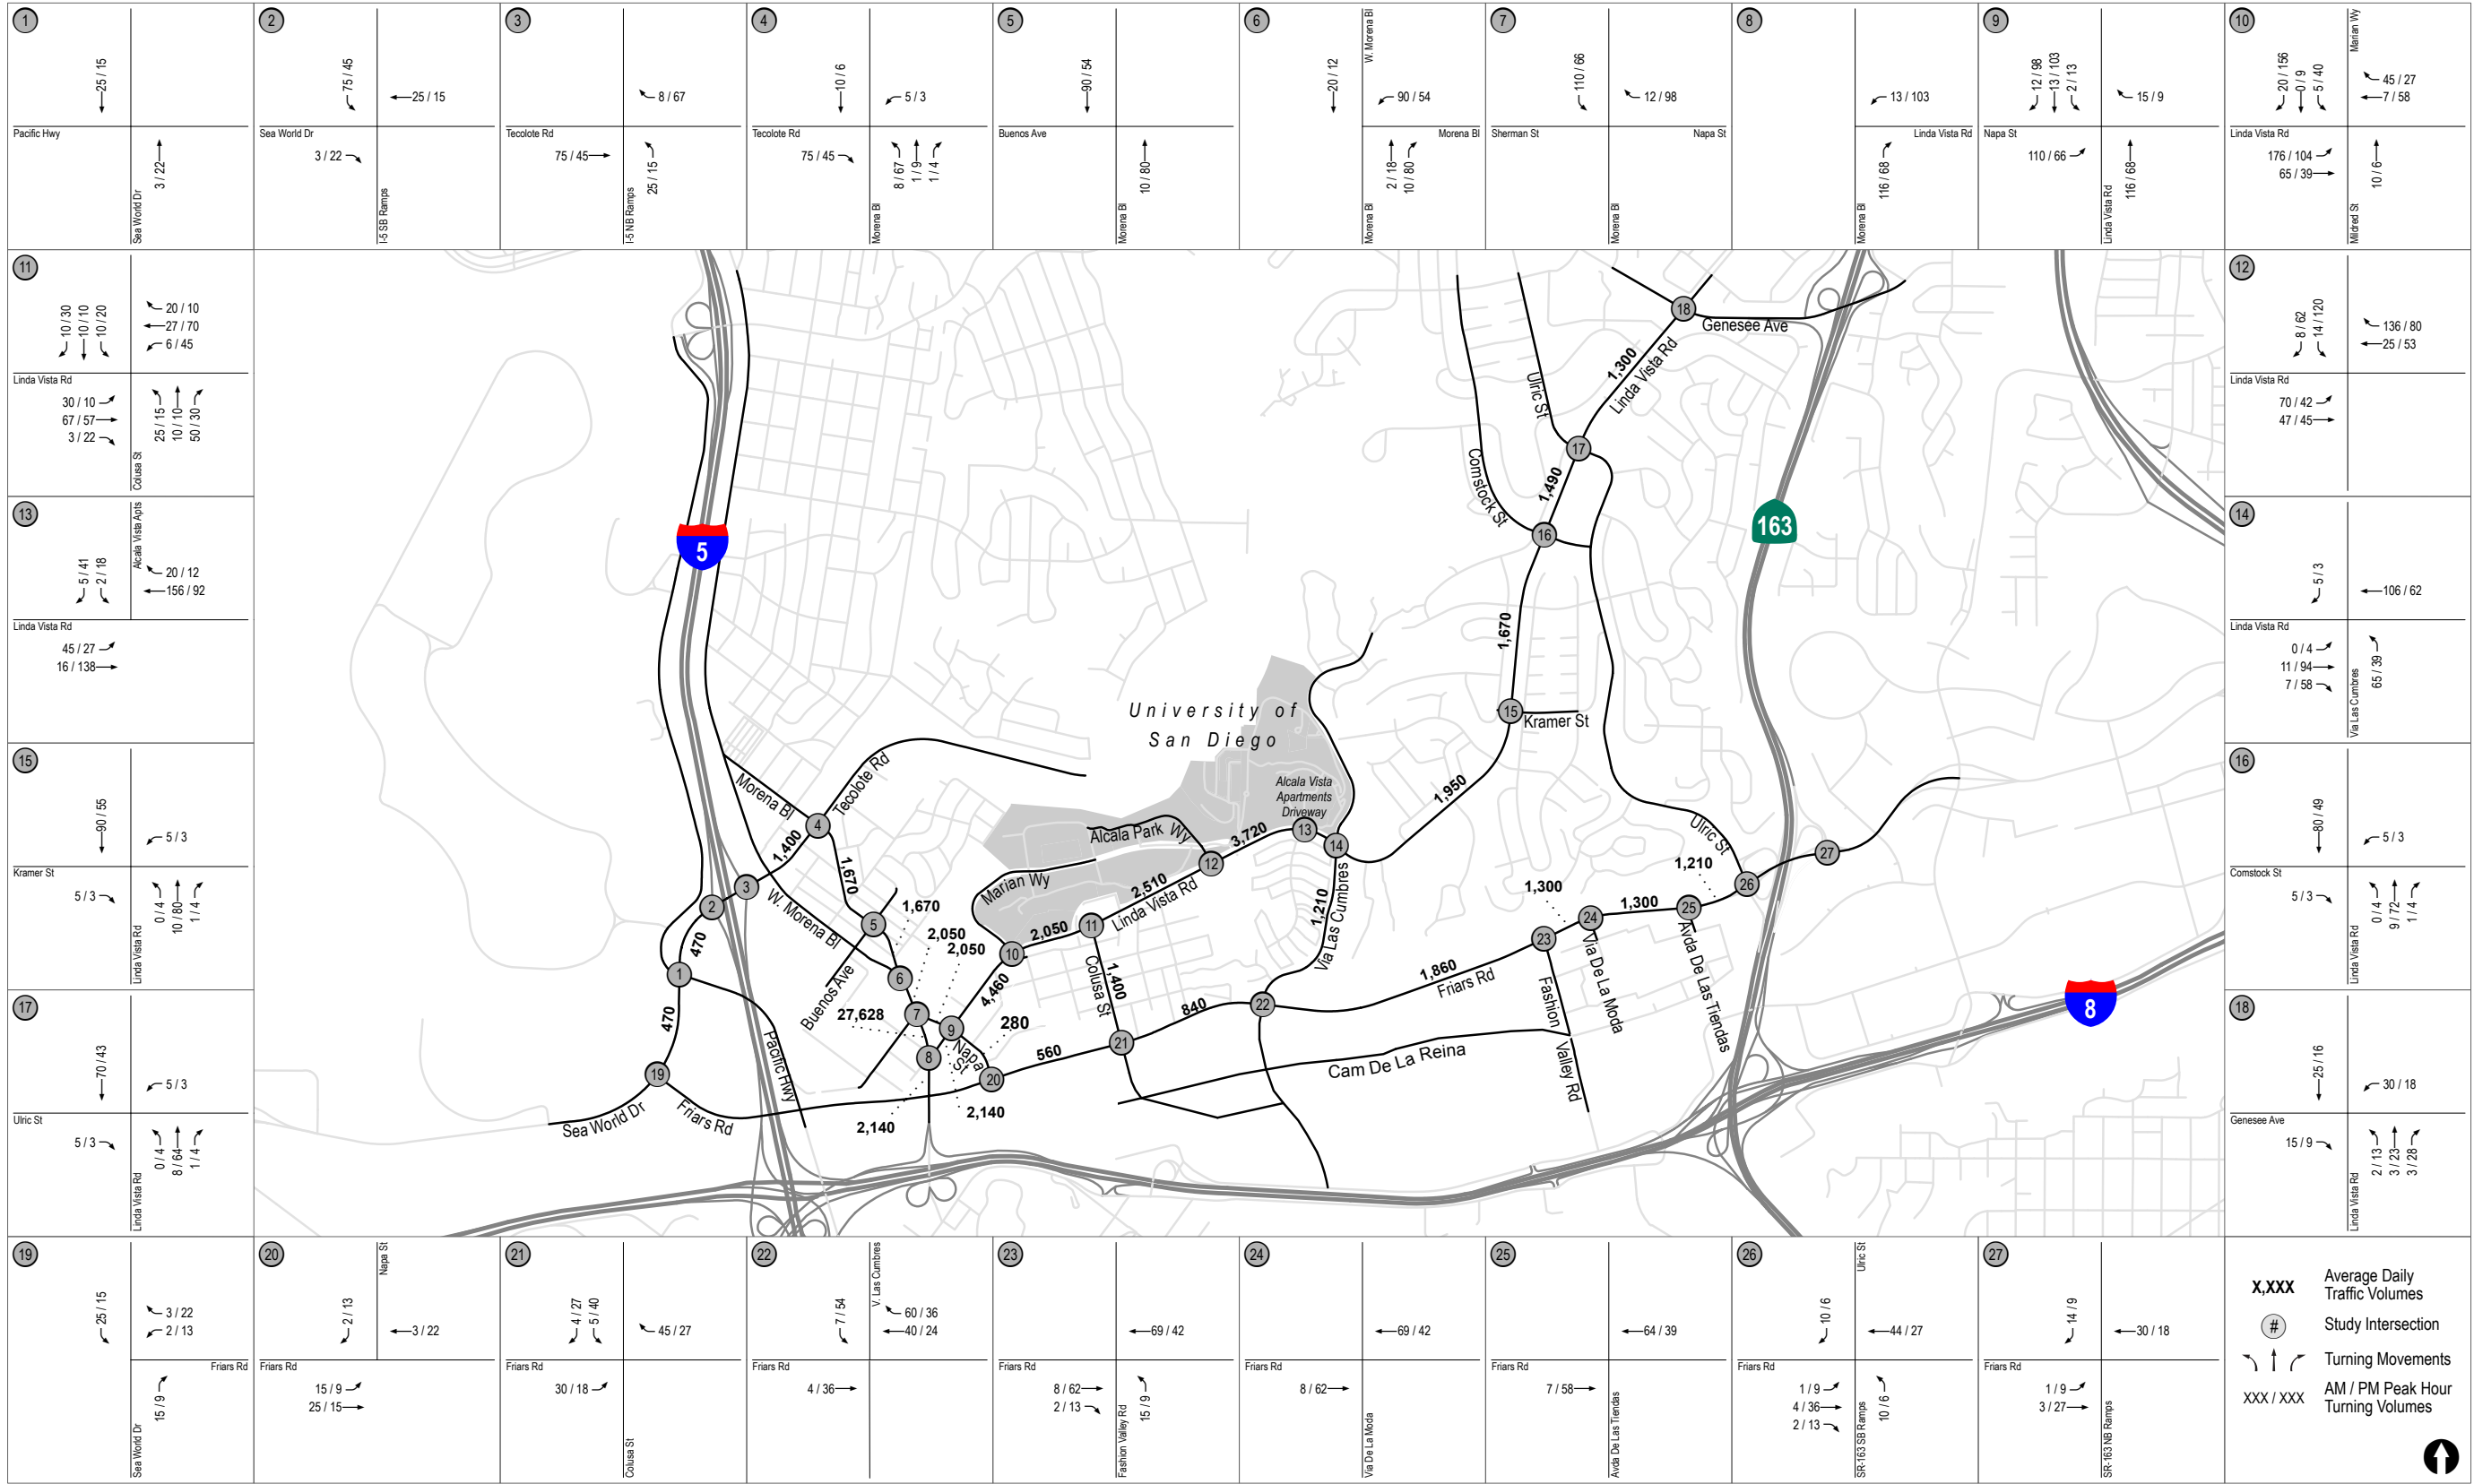 1
25 / 15
Pacific Hwy
3 / 22
Sea World Dr
2
75 / 45
25 / 15
Sea World Dr
3 / 22
I-5 SB Ramps
3
8 / 67
Tecolote Rd
75 / 45
25 / 15
I-5 NB Ramps
4
10 / 6
5 / 3
Tecolote Rd
75 / 45
8 / 67
1 / 9
1 / 4
Morena Bl
5
90 / 54
Buenos Ave
10 / 80
Morena Bl
6
W. Morena Bl
20 / 12
90 / 54
Morena Bl
2 / 18
10 / 80
Morena Bl
7
110 / 66
12 / 98
Sherman St
Napa St
Morena Bl
8
13 / 103
Linda Vista Rd
116 / 68
Morena Bl
9
12 / 98
13 / 103
2 / 13
15 / 9
Napa St
110 / 66
116 / 68
Linda Vista Rd
10
Marian Wy
20 / 156
0 / 9
5 / 40
45 / 27
7 / 58
Linda Vista Rd
176 / 104
65 / 39
10 / 6
Mildred St
11
10 / 30
10 / 10
10 / 20
20 / 10
27 / 70
6 / 45
Linda Vista Rd
30 / 10
67 / 57
3 / 22
25 / 15
10 / 10
50 / 30
Colusa St
12
8 / 62
14 / 120
136 / 80
25 / 53
Linda Vista Rd
70 / 42
47 / 45
13
Alcala Vista Apts
5 / 41
2 / 18
20 / 12
156 / 92
Linda Vista Rd
45 / 27
16 / 138
14
5 / 3
106 / 62
Linda Vista Rd
0 / 4
11 / 94
7 / 58
65 / 39
Via Las Cumbres
15
90 / 55
5 / 3
Kramer St
5 / 3
0 / 4
10 / 80
1 / 4
Linda Vista Rd
16
80 / 49
5 / 3
Comstock St
5 / 3
0 / 4
9 / 72
1 / 4
Linda Vista Rd
17
70 / 43
5 / 3
Ulric St
5 / 3
0 / 4
8 / 64
1 / 4
Linda Vista Rd
18
25 / 16
30 / 18
Genesee Ave
15 / 9
2 / 13
3 / 23
3 / 28
Linda Vista Rd
18
Genesee Ave
1,300
Linda Vista Rd
Ulric St
17
Comstock St
1,490
16
163
5
1,670
University of
San Diego
15
Kramer St
Morena Bl
Tecolote Rd
Alcala Vista
Apartments
Driveway
1,950
4
1,400
Alcala Park Wy
3,720
13
14
12
Ulric St
27
1,670
3
2
W. Morena Bl
Marian Wy
2,510
Linda Vista Rd
1,210
Via Las Cumbres
1,210
26
1,300
1,300
25
24
23
Avda De Las Tiendas
Via De La Moda
5
1,670
2,050
2,050
2,050
11
10
470
1
6
Buenos Ave
4,460
Colusa St
1,400
1,860
Friars Rd
Fashion
Valley Rd
8
7
27,628
9
280
840
22
470
Pacific Hwy
8
Napa
St
560
21
20
Cam De La Reina
19
Sea World Dr
Friars Rd
2,140
2,140
19
25 / 15
3 / 22
2 / 13
Friars Rd
15 / 9
Sea World Dr
20
Napa St
2 / 13
3 / 22
Friars Rd
15 / 9
25 / 15
21
4 / 27
5 / 40
45 / 27
Friars Rd
30 / 18
Colusa St
22
V. Las Cumbres
7 / 54
60 / 36
40 / 24
Friars Rd
4 / 36
23
69 / 42
Friars Rd
8 / 62
2 / 13
15 / 9
Fashion Valley Rd
24
69 / 42
Friars Rd
8 / 62
Via De La Moda
25
64 / 39
Friars Rd
7 / 58
Avda De Las Tiendas
26
Ulric St
10 / 6
44 / 27
Friars Rd
1 / 9
4 / 36
2 / 13
10 / 6
SR-163 SB Ramps
27
14 / 9
30 / 18
Friars Rd
1 / 9
3 / 27
SR-163 NB Ramps
X,XXX
Average Daily
Traffic Volumes
#
Study Intersection
Turning Movements
XXX / XXX
AM / PM Peak Hour
Turning Volumes